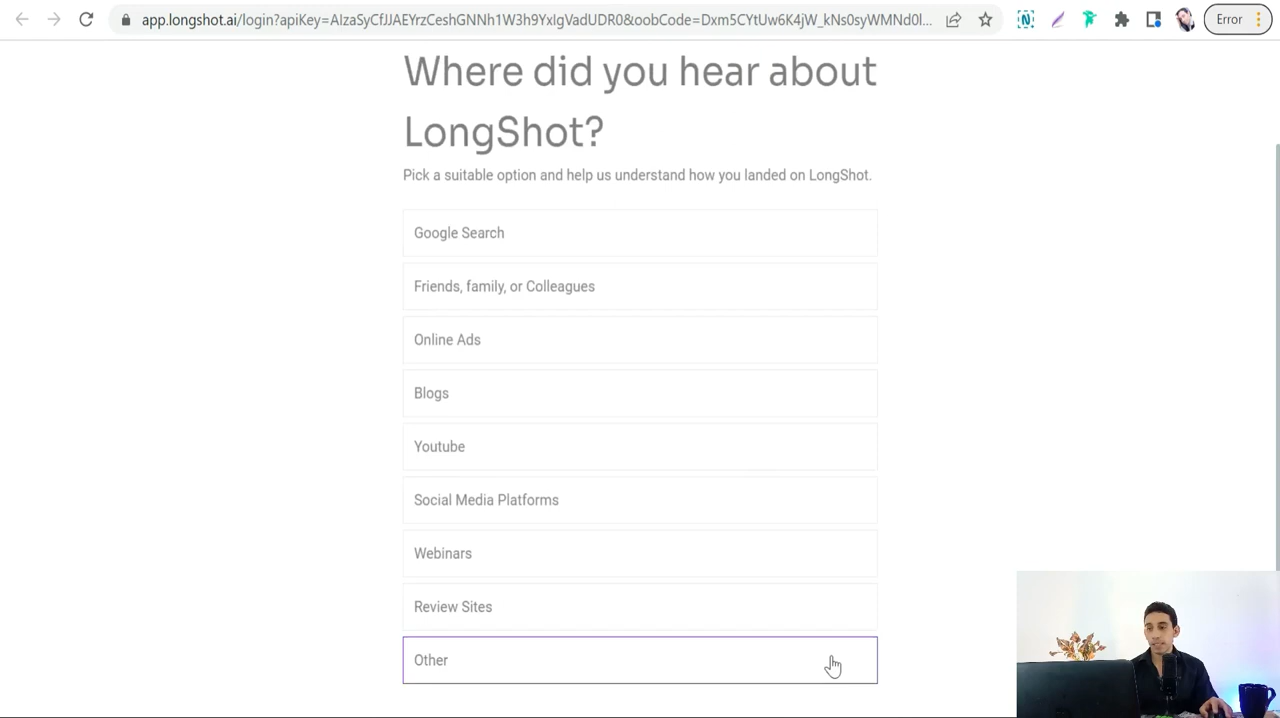 app.longshot.ai/login?apiKey=AIzaSyCfJJAEYrzCeshGNNh1W3h9YxIgVadUDR0&oobCode=Dxm5CYtUw6K4jW_kNs0syWMNd0l...
Error
Where did you hear about
LongShot?
Pick a suitable option and help us understand how you landed on LongShot.
Google Search
Friends, family, or Colleagues
Online Ads
Blogs
Youtube
Social Media Platforms
Webinars
Review Sites
Other